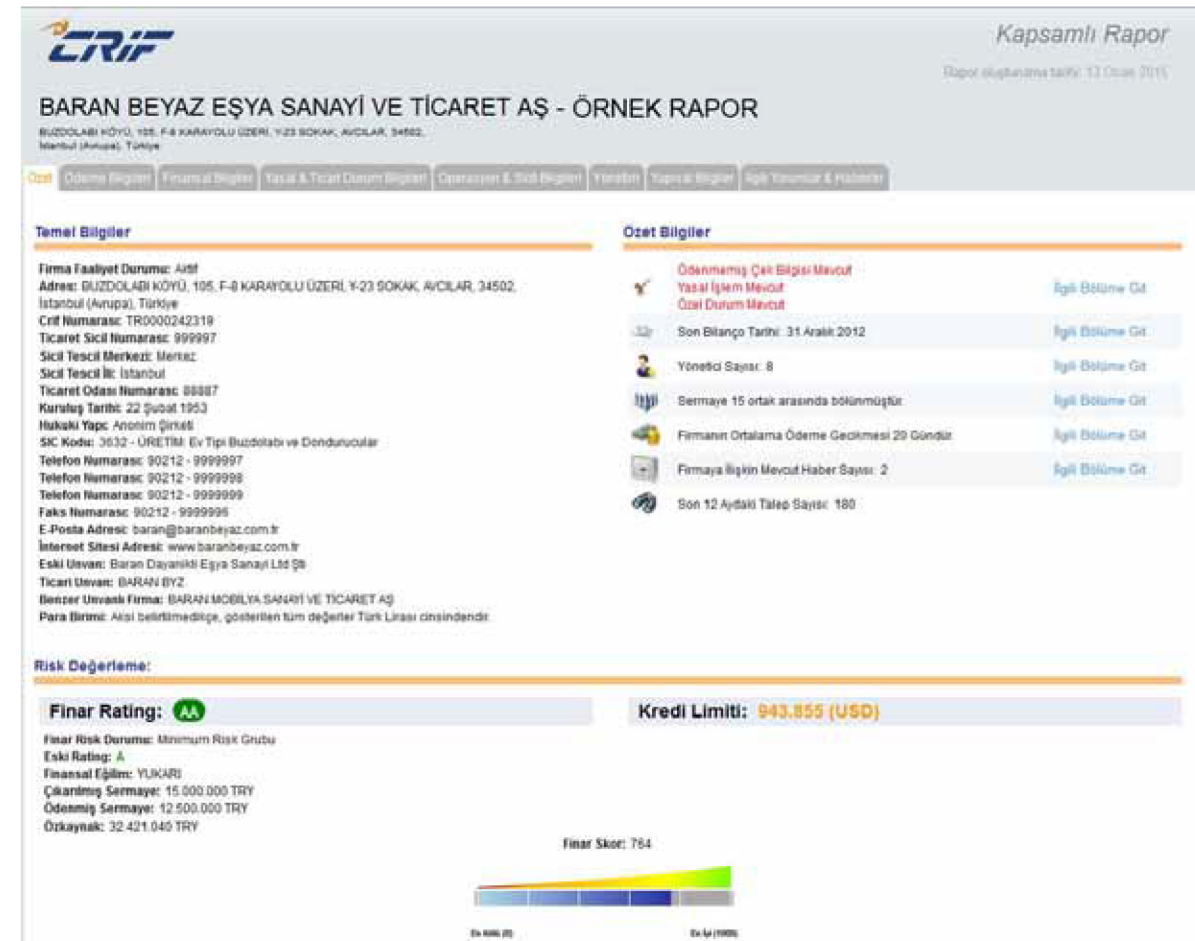 CRIF
Kapsamlı Rapor
Rapor oluşturma tarihi: 13 Ocak 2015
BARAN BEYAZ EŞYA SANAYİ VE TİCARET AŞ - ÖRNEK RAPOR
BUZDOLABI KÖYÜ, 105, F-8 KARAYOLU ÜZERİ, Y-23 SOKAK, AVCILAR, 34502,
İstanbul (Avrupa), Türkiye
Özet Ödeme Bilgileri Finansal Bilgiler Yasal & Ticari Durum Bilgileri Operasyon & Sicil Bilgileri Yönetim Yapısal Bilgiler İlgili Yorumlar & Haberler
Temel Bilgiler
Firma Faaliyet Durumu: Aktif
Adres: BUZDOLABI KÖYÜ, 105, F-8 KARAYOLU ÜZERİ, Y-23 SOKAK, AVCILAR, 34502,
İstanbul (Avrupa), Türkiye
Crif Numarası: TR0000242319
Ticaret Sicil Numarası: 999997
Sicil Tescil Merkezi: Merkez
Sicil Tescil İli: İstanbul
Ticaret Odası Numarası: 88887
Kuruluş Tarihi: 22 Şubat 1953
Hukuki Yapı: Anonim Şirketi
SIC Kodu: 3632 - ÜRETİM: Ev Tipi Buzdolabı ve Dondurucular
Telefon Numarası: 90212 - 9999997
Telefon Numarası: 90212 - 9999998
Telefon Numarası: 90212 - 9999999
Faks Numarası: 90212 - 9999996
E-Posta Adresi: baran@baranbeyaz.com.tr
İnternet Sitesi Adresi: www.baranbeyaz.com.tr
Eski Unvan: Baran Dayanıklı Eşya Sanayi Ltd Şti
Ticari Unvan: BARAN BYZ
Benzer Unvanlı Firma: BARAN MOBİLYA SANAYİ VE TİCARET AŞ
Para Birimi: Aksi belirtilmedikçe, gösterilen tüm değerler Türk Lirası cinsindendir.
Özet Bilgiler
Ödenmemiş Çek Bilgisi Mevcut
Yasal İşlem Mevcut İlgili Bölüme Git
Özel Durum Mevcut
Son Bilanço Tarihi: 31 Aralık 2012 İlgili Bölüme Git
Yönetici Sayısı: 8 İlgili Bölüme Git
Sermaye 15 ortak arasında bölünmüştür. İlgili Bölüme Git
Firmanın Ortalama Ödeme Gecikmesi 29 Gündür. İlgili Bölüme Git
Firmaya İlişkin Mevcut Haber Sayısı: 2 İlgili Bölüme Git
Son 12 Aydaki Talep Sayısı: 180
Risk Değerleme:
Finar Rating: AA
Finar Risk Durumu: Minimum Risk Grubu
Eski Rating: A
Finansal Eğilim: YUKARI
Çıkarılmış Sermaye: 15.000.000 TRY
Ödenmiş Sermaye: 12.500.000 TRY
Özkaynak: 32.421.040 TRY
Kredi Limiti: 943.855 (USD)
Finar Skor: 764
En Kötü (0) En İyi (1000)